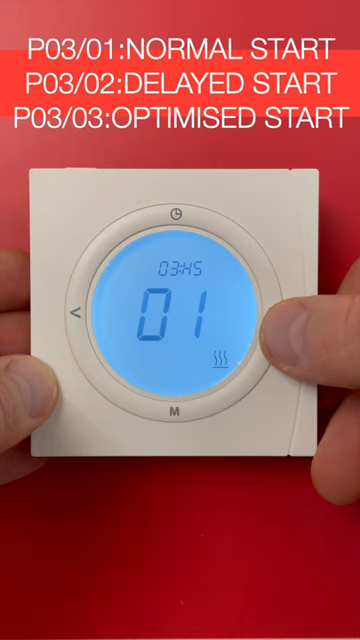 P03/01:NORMAL START
P03/02:DELAYED START
P03/03:OPTIMISED START
03:45
01
<
M